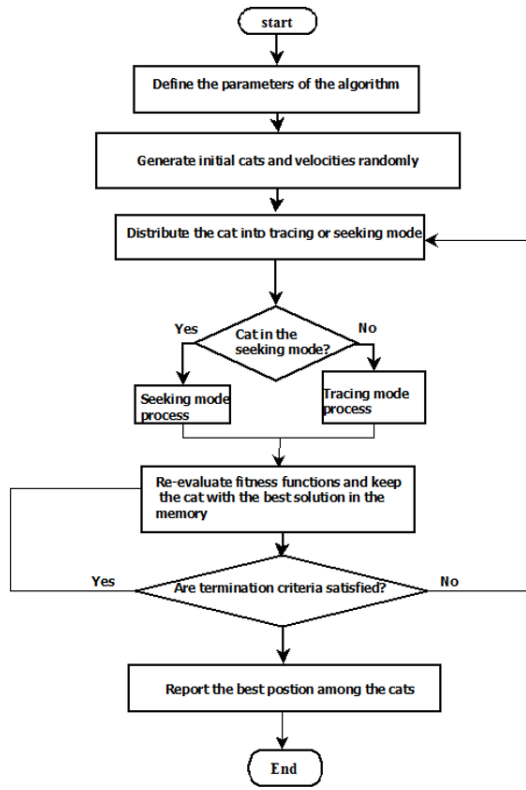 start
Define the parameters of the algorithm
Generate initial cats and velocities randomly
Distribute the cat into tracing or seeking mode
Yes
Cat in the
seeking mode?
No
Seeking mode
process
Tracing mode
process
Re-evaluate fitness functions and keep
the cat with the best solution in the
memory
Yes
Are termination criteria satisfied?
No
Report the best postion among the cats
End